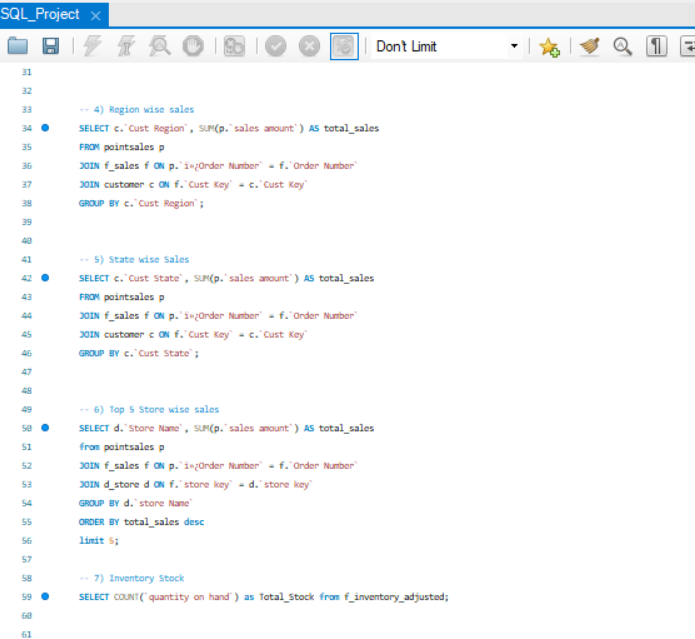 SQL_Project ×
Don't Limit
31
32
33 -- 4) Region wise sales
34 SELECT c.`Cust Region`, SUM(p.`sales amount`) AS total_sales
35 FROM pointsales p
36 JOIN f_sales f ON p.`ï»¿Order Number` = f.`Order Number`
37 JOIN customer c ON f.`Cust Key` = c.`Cust Key`
38 GROUP BY c.`Cust Region`;
39
40
41 -- 5) State wise Sales
42 SELECT c.`Cust State`, SUM(p.`sales amount`) AS total_sales
43 FROM pointsales p
44 JOIN f_sales f ON p.`ï»¿Order Number` = f.`Order Number`
45 JOIN customer c ON f.`Cust Key` = c.`Cust Key`
46 GROUP BY c.`Cust State`;
47
48
49 -- 6) Top 5 Store wise sales
50 SELECT d.`Store Name`, SUM(p.`sales amount`) AS total_sales
51 from pointsales p
52 JOIN f_sales f ON p.`ï»¿Order Number` = f.`Order Number`
53 JOIN d_store d ON f.`store key` = d.`store key`
54 GROUP BY d.`store Name`
55 ORDER BY total_sales desc
56 limit 5;
57
58 -- 7) Inventory Stock
59 SELECT COUNT(`quantity on hand`) as Total_Stock from f_inventory_adjusted;
60
61